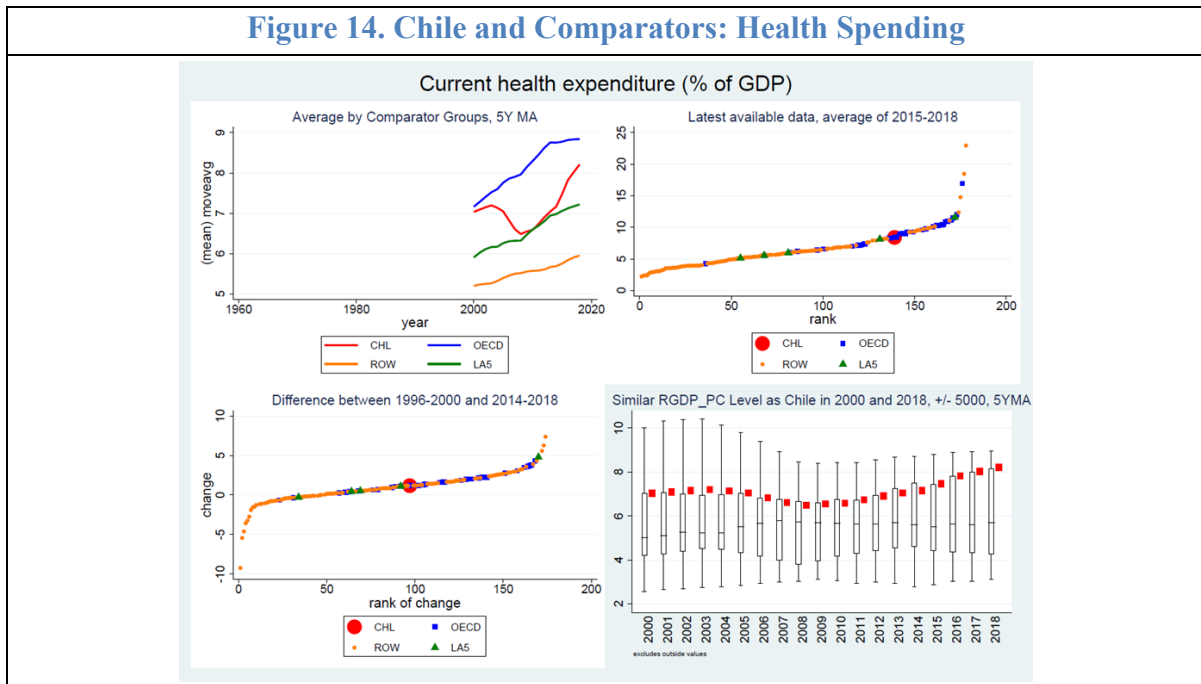 Figure 14. Chile and Comparators: Health Spending
Current health expenditure (% of GDP)
Average by Comparator Groups, 5Y MA
(mean) moveavg
9
8
7
6
5
1960 1980 2000 2020
year
CHL OECD
ROW LA5
Latest available data, average of 2015-2018
25
20
15
10
5
0
0 50 100 150 200
rank
CHL OECD
ROW LA5
Difference between 1996-2000 and 2014-2018
change
10
5
0
-5
-10
0 50 100 150 200
rank of change
CHL OECD
ROW LA5
Similar RGDP_PC Level as Chile in 2000 and 2018, +/- 5000, 5YMA
10
8
6
4
2
2000 2001 2002 2003 2004 2005 2006 2007 2008 2009 2010 2011 2012 2013 2014 2015 2016 2017 2018
excludes outside values